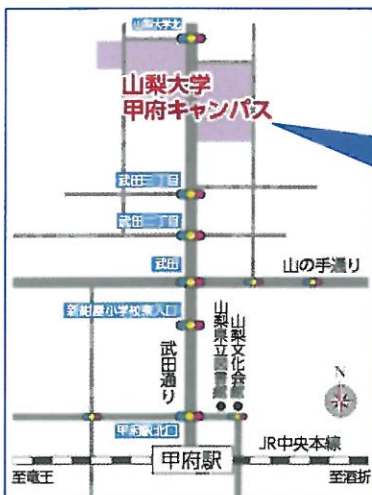 山梨大学北
山梨大学
甲府キャンパス
武田三丁目
武田二丁目
武田
山の手通り
新紺屋小学校東入口
武田通り
山梨県立図書館
山梨文化会館
N
甲府駅北口
JR中央本線
甲府駅
至竜王
至酒折